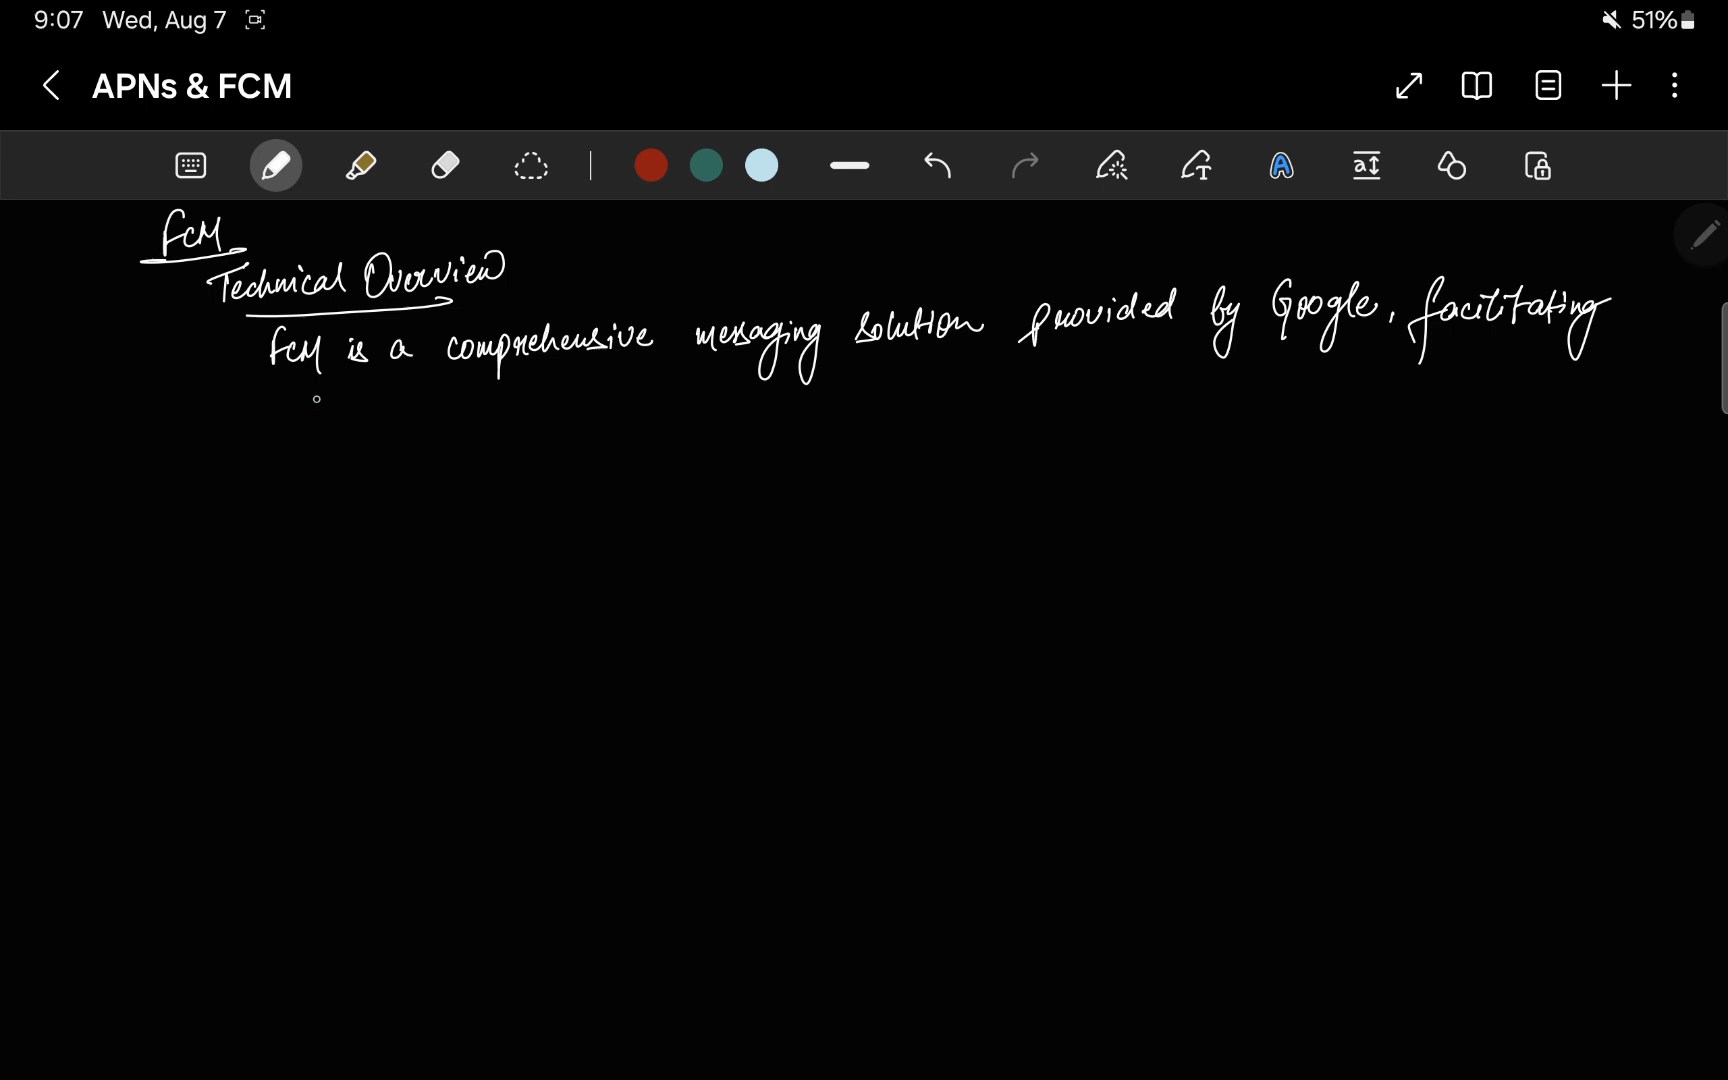 9:07 Wed, Aug 7 51%
APNs & FCM
FCM
Technical Overview
FCM is a comprehensive messaging solution provided by Google, facilitating